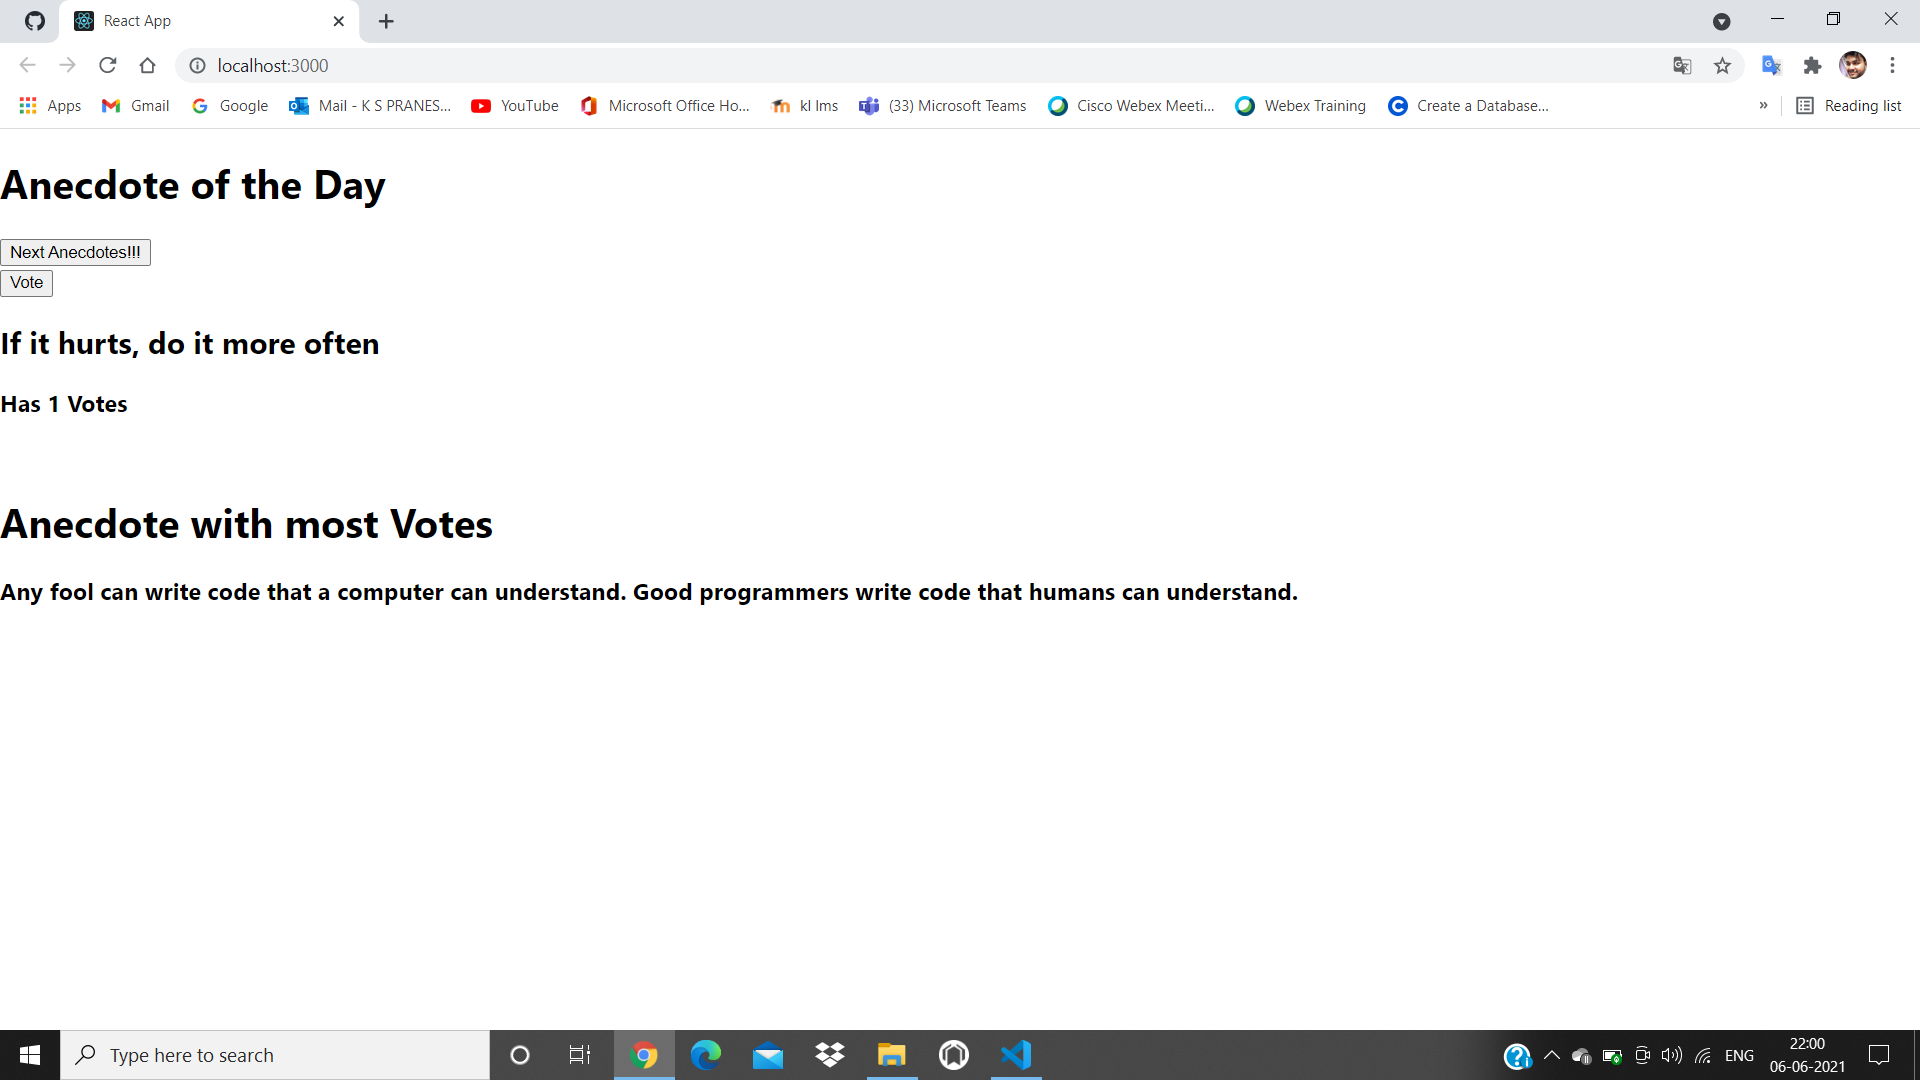 React App
localhost:3000
Apps Gmail Google Mail - K S PRANES... YouTube Microsoft Office Ho... kl lms (33) Microsoft Teams Cisco Webex Meeti... Webex Training Create a Database... » Reading list
Anecdote of the Day
Next Anecdotes!!!
Vote
If it hurts, do it more often
Has 1 Votes
Anecdote with most Votes
Any fool can write code that a computer can understand. Good programmers write code that humans can understand.
Type here to search
ENG
22:00
06-06-2021